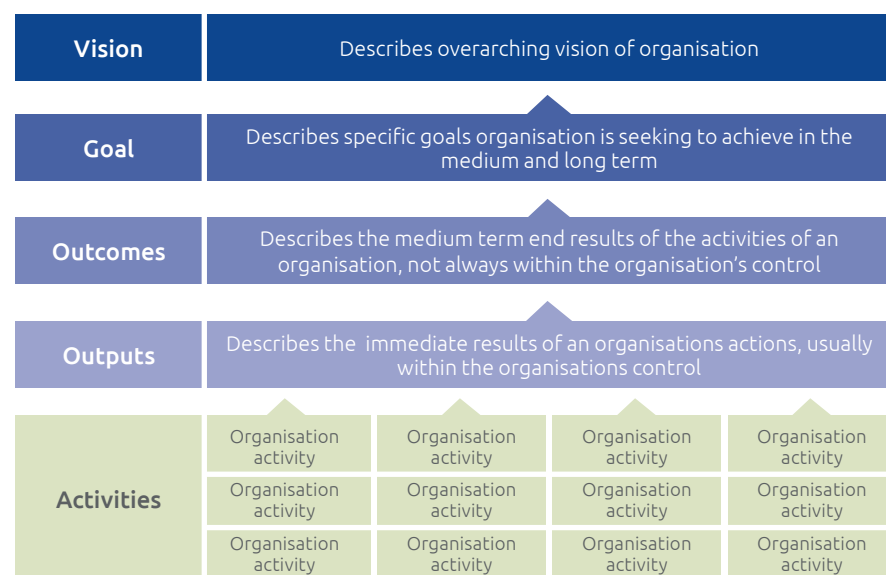 Vision
Describes overarching vision of organisation
Goal
Describes specific goals organisation is seeking to achieve in the
medium and long term
Outcomes
Describes the medium term end results of the activities of an
organisation, not always within the organisation's control
Outputs
Describes the  immediate results of an organisations actions, usually
within the organisations control
Activities
Organisation
activity
Organisation
activity
Organisation
activity
Organisation
activity
Organisation
activity
Organisation
activity
Organisation
activity
Organisation
activity
Organisation
activity
Organisation
activity
Organisation
activity
Organisation
activity